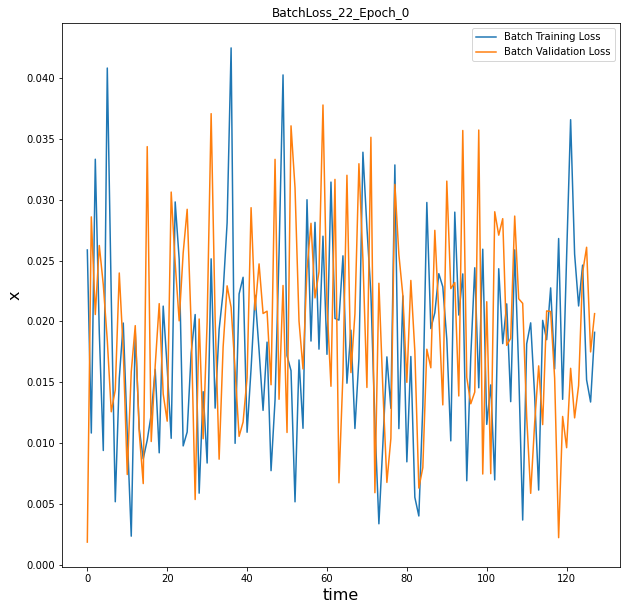 BatchLoss_22_Epoch_0
Batch Training Loss
Batch Validation Loss
0.040
0.035
0.030
0.025
0.020
0.015
0.010
0.005
0.000
x
0 20 40 60 80 100 120
time